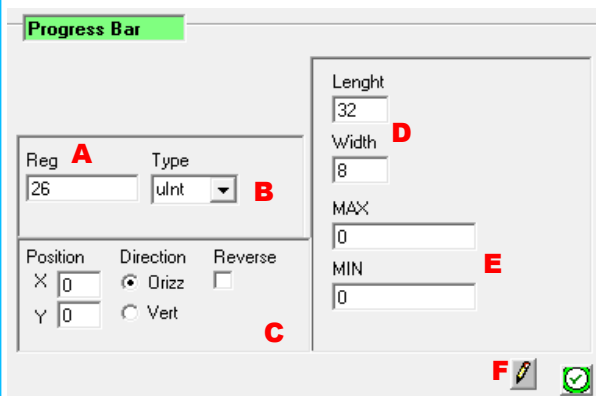 Progress Bar
Lenght
32
Width D
8
Reg A Type
26 uInt B
MAX
0
E
MIN
0
Position Direction Reverse
X 0 Orizz
Y 0 Vert
C
F